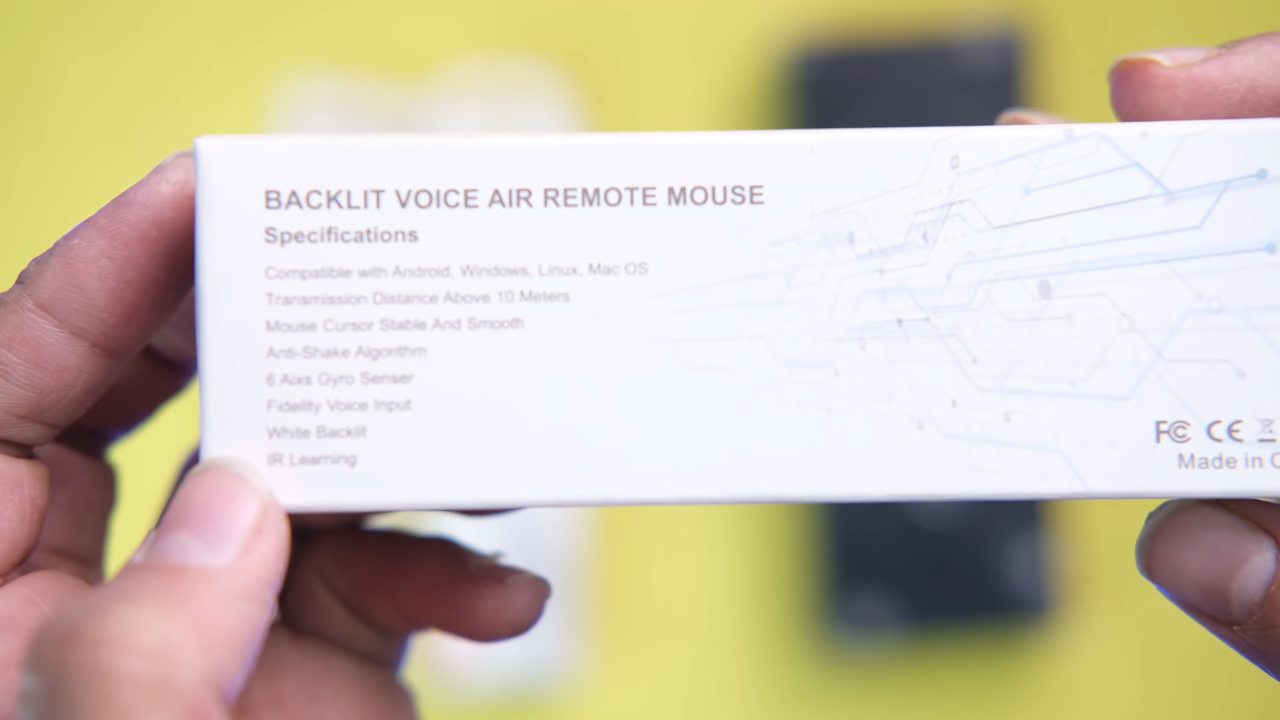 BACKLIT VOICE AIR REMOTE MOUSE
Specifications
Compatible with Android, Windows, Linux, Mac OS
Transmission Distance Above 10 Meters
Mouse Cursor Stable And Smooth
Anti-Shake Algorithm
6 Aixs Gyro Senser
Fidelity Voice Input
White Backlit
IR Learning
FC CE
Made in